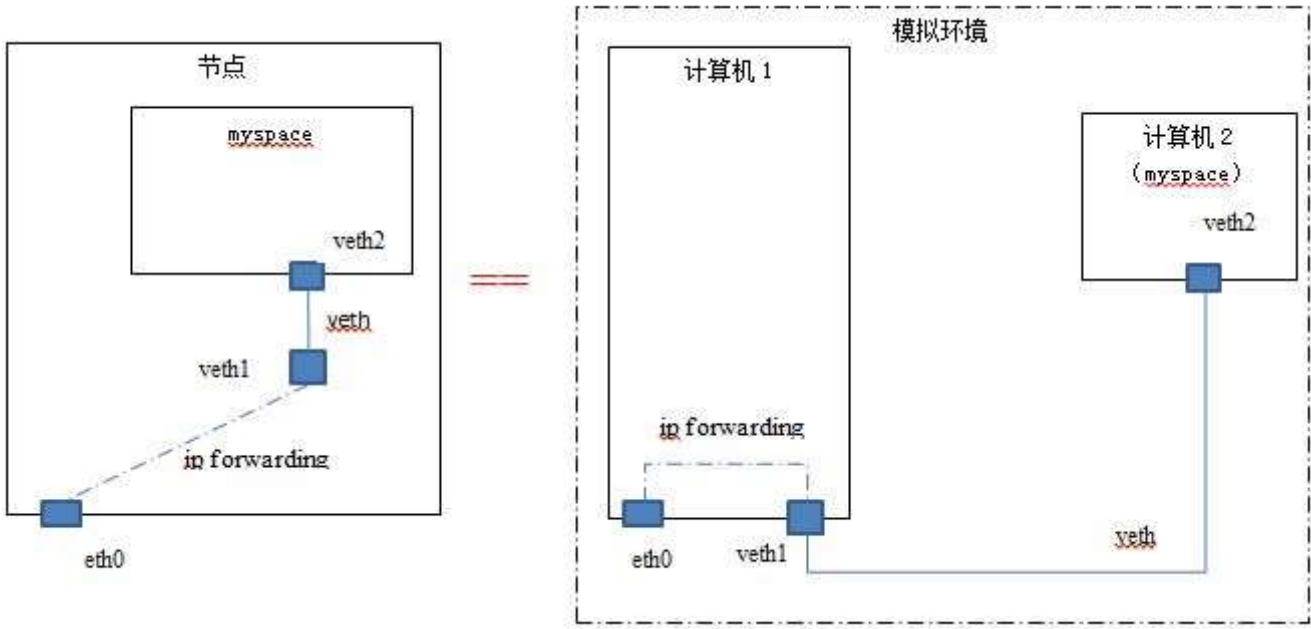 节点
myspace
veth2
veth
veth1
ip forwarding
eth0
==
模拟环境
计算机1
计算机2
(myspace)
veth2
ip forwarding
eth0
veth1
veth